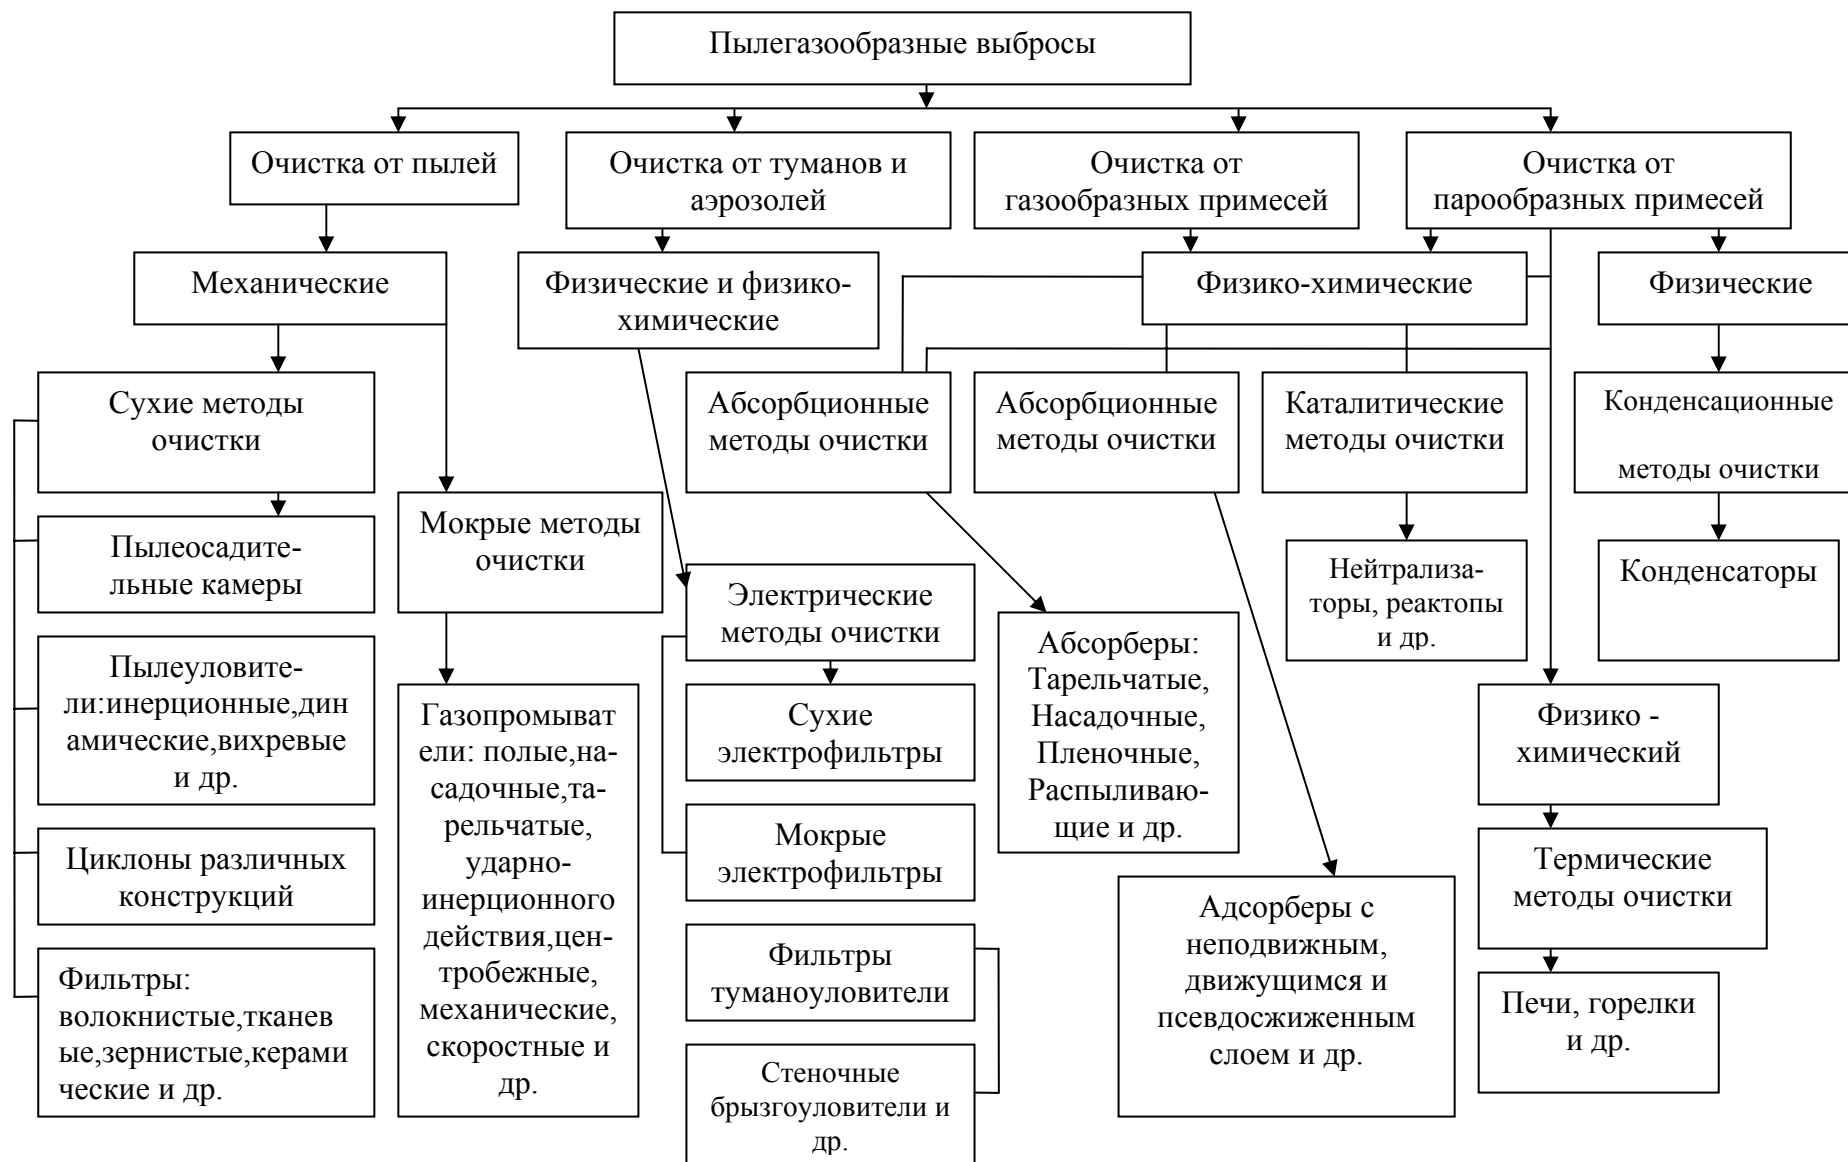 Пылегазообразные выбросы
Очистка от пылей
Очистка от туманов и
аэрозолей
Очистка от
газообразных примесей
Очистка от
парообразных примесей
Механические
Физические и физико-
химические
Физико-химические
Физические
Сухие методы
очистки
Абсорбционные
методы очистки
Абсорбционные
методы очистки
Каталитические
методы очистки
Конденсационные
методы очистки
Пылеосадите-
льные камеры
Мокрые методы
очистки
Электрические
методы очистки
Абсорберы:
Тарельчатые,
Насадочные,
Пленочные,
Распыливаю-
щие и др.
Нейтрализа-
торы, реактопы
и др.
Конденсаторы
Пылеуловите-
ли:инерционные,дин
амические,вихревые
и др.
Газопромыват
ели: полые,на-
садочные,та-
рельчатые,
ударно-
инерционного
действия,цен-
тробежные,
механические,
скоростные и
др.
Сухие
электрофильтры
Физико -
химический
Циклоны различных
конструкций
Мокрые
электрофильтры
Адсорберы с
неподвижным,
движущимся и
псевдосжиженным
слоем и др.
Термические
методы очистки
Фильтры:
волокнистые,тканев
ые,зернистые,керами
ческие и др.
Фильтры
туманоуловители
Печи, горелки
и др.
Стеночные
брызгоуловители и
др.